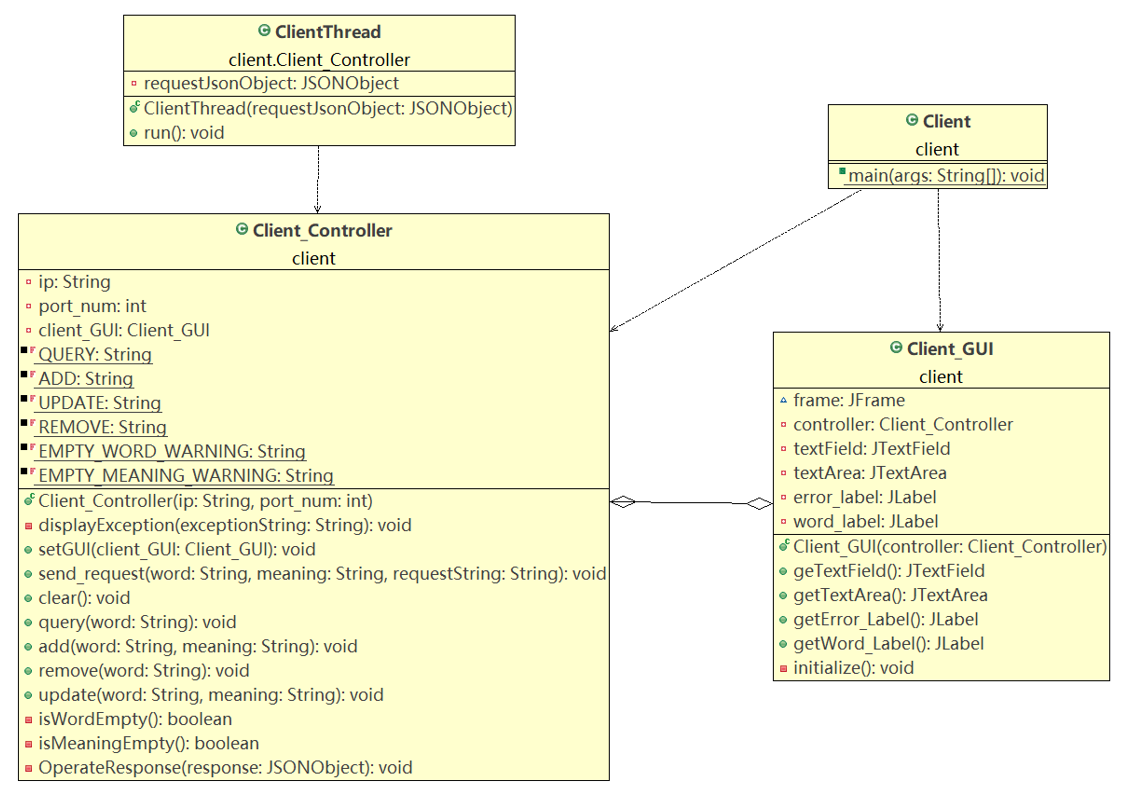 ClientThread
client.Client_Controller
requestJsonObject: JSONObject
ClientThread(requestJsonObject: JSONObject)
run(): void
Client
client
main(args: String[]): void
Client_Controller
client
ip: String
port_num: int
client_GUI: Client_GUI
QUERY: String
ADD: String
UPDATE: String
REMOVE: String
EMPTY_WORD_WARNING: String
EMPTY_MEANING_WARNING: String
Client_Controller(ip: String, port_num: int)
displayException(exceptionString: String): void
setGUI(client_GUI: Client_GUI): void
send_request(word: String, meaning: String, requestString: String): void
clear(): void
query(word: String): void
add(word: String, meaning: String): void
remove(word: String): void
update(word: String, meaning: String): void
isWordEmpty(): boolean
isMeaningEmpty(): boolean
OperateResponse(response: JSONObject): void
Client_GUI
client
frame: JFrame
controller: Client_Controller
textField: JTextField
textArea: JTextArea
error_label: JLabel
word_label: JLabel
Client_GUI(controller: Client_Controller)
geTextField(): JTextField
getTextArea(): JTextArea
getError_Label(): JLabel
getWord_Label(): JLabel
initialize(): void